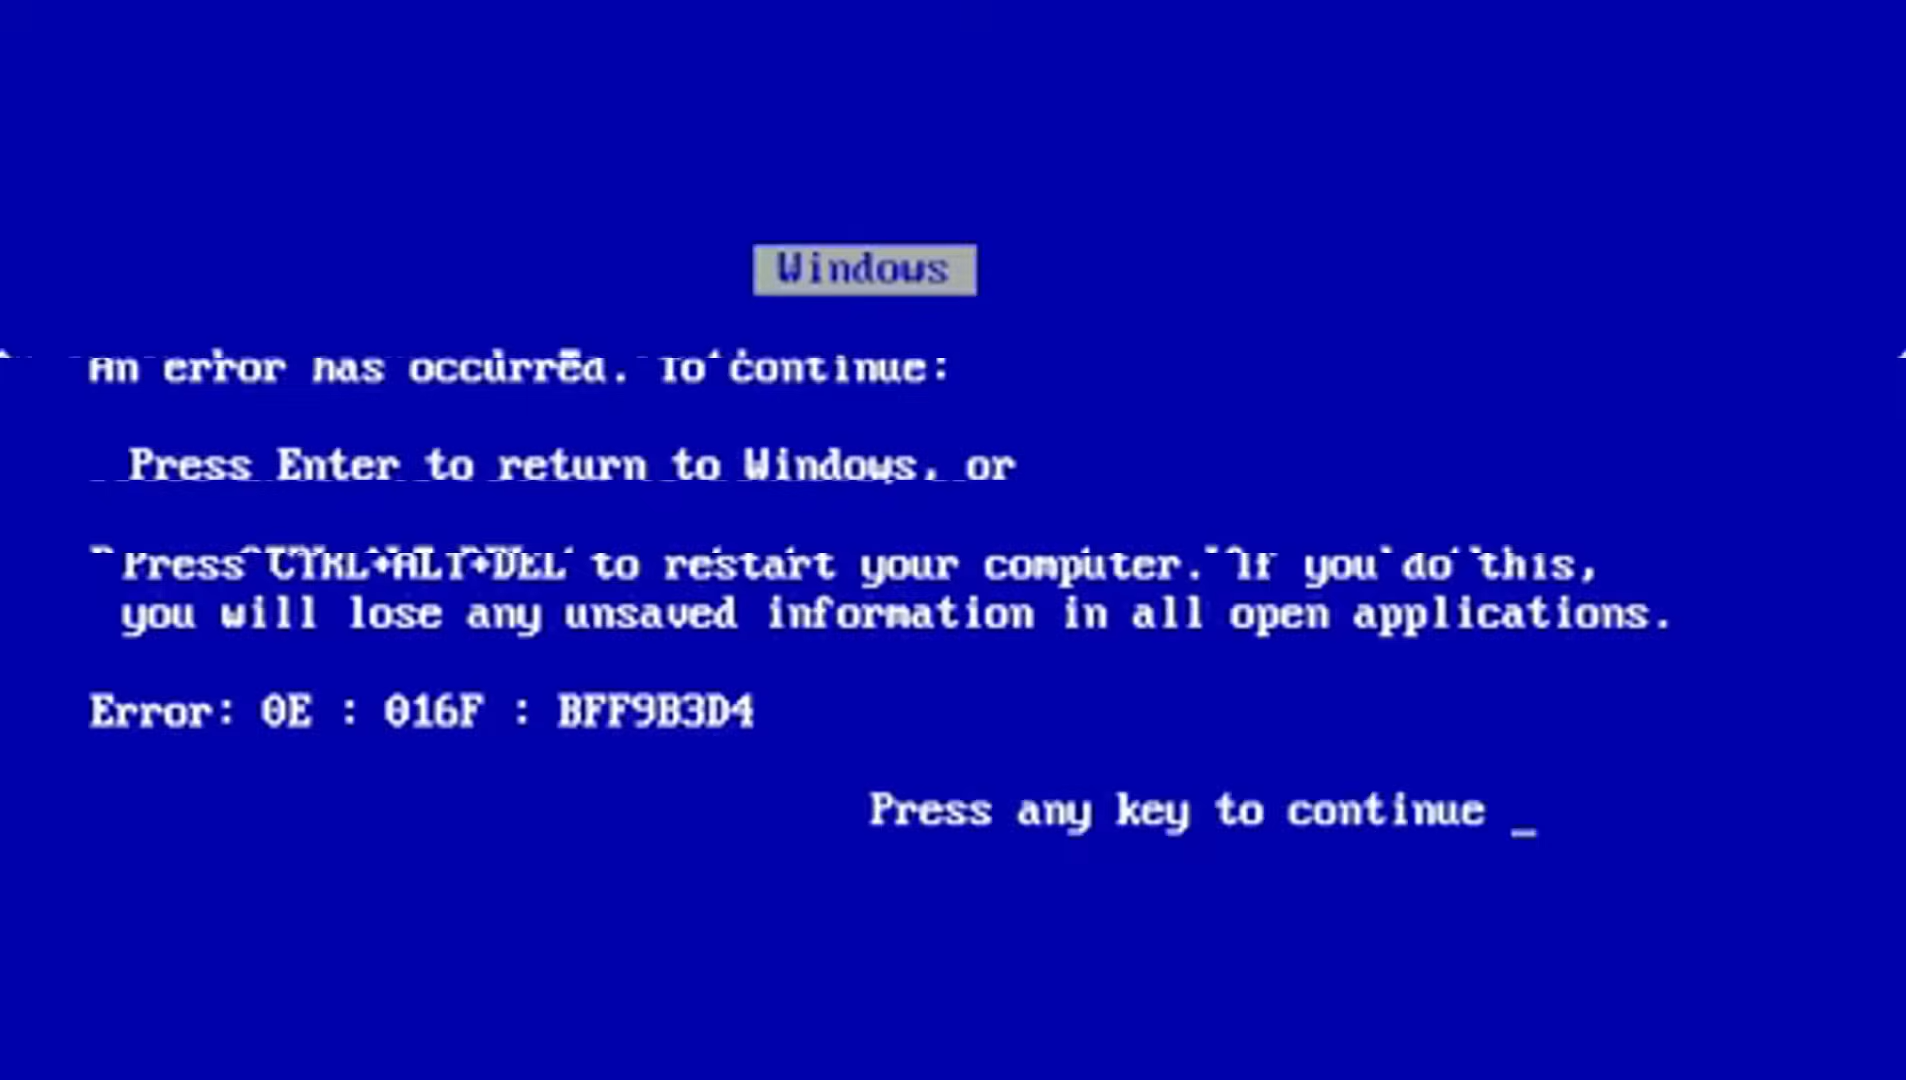 Windows
An error has occurred. To continue:
Press Enter to return to Windows, or
Press CTRL+ALT+DEL to restart your computer. If you do this,
you will lose any unsaved information in all open applications.
Error: 0E : 016F : BFF9B3D4
Press any key to continue _